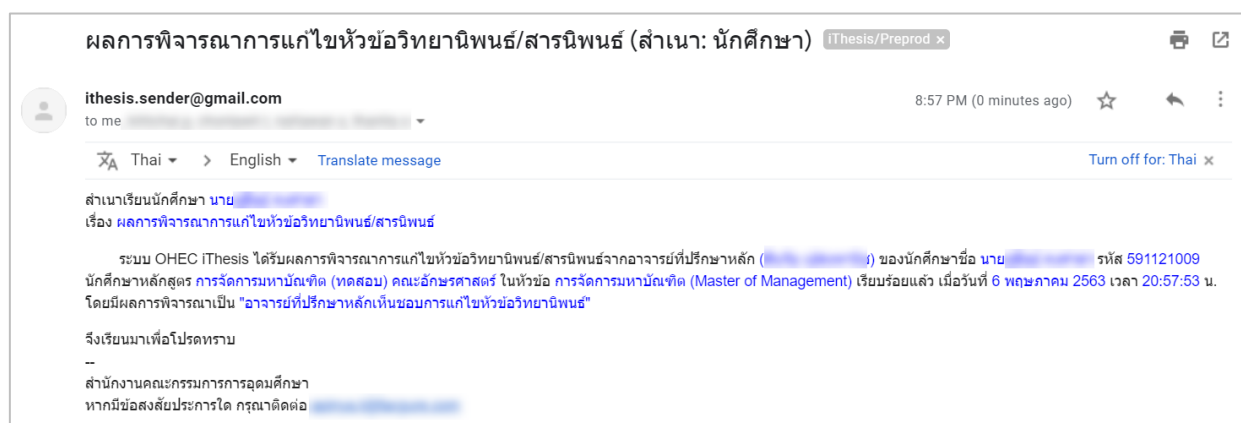 ผลการพิจารณาการแก้ไขหัวข้อวิทยานิพนธ์/สารนิพนธ์ (สำเนา: นักศึกษา) iThesis/Preprod ×
ithesis.sender@gmail.com 8:57 PM (0 minutes ago)
to me
Thai > English Translate message Turn off for: Thai ×
สำเนาเรียนนักศึกษา นาย
เรื่อง ผลการพิจารณาการแก้ไขหัวข้อวิทยานิพนธ์/สารนิพนธ์
ระบบ OHEC iThesis ได้รับผลการพิจารณาการแก้ไขหัวข้อวิทยานิพนธ์/สารนิพนธ์จากอาจารย์ที่ปรึกษาหลัก ( ) ของนักศึกษาชื่อ นาย รหัส 591121009
นักศึกษาหลักสูตร การจัดการมหาบัณฑิต (ทดสอบ) คณะอักษรศาสตร์ ในหัวข้อ การจัดการมหาบัณฑิต (Master of Management) เรียบร้อยแล้ว เมื่อวันที่ 6 พฤษภาคม 2563 เวลา 20:57:53 น.
โดยมีผลการพิจารณาเป็น "อาจารย์ที่ปรึกษาหลักเห็นชอบการแก้ไขหัวข้อวิทยานิพนธ์"
จึงเรียนมาเพื่อโปรดทราบ
--
สำนักงานคณะกรรมการการอุดมศึกษา
หากมีข้อสงสัยประการใด กรุณาติดต่อ